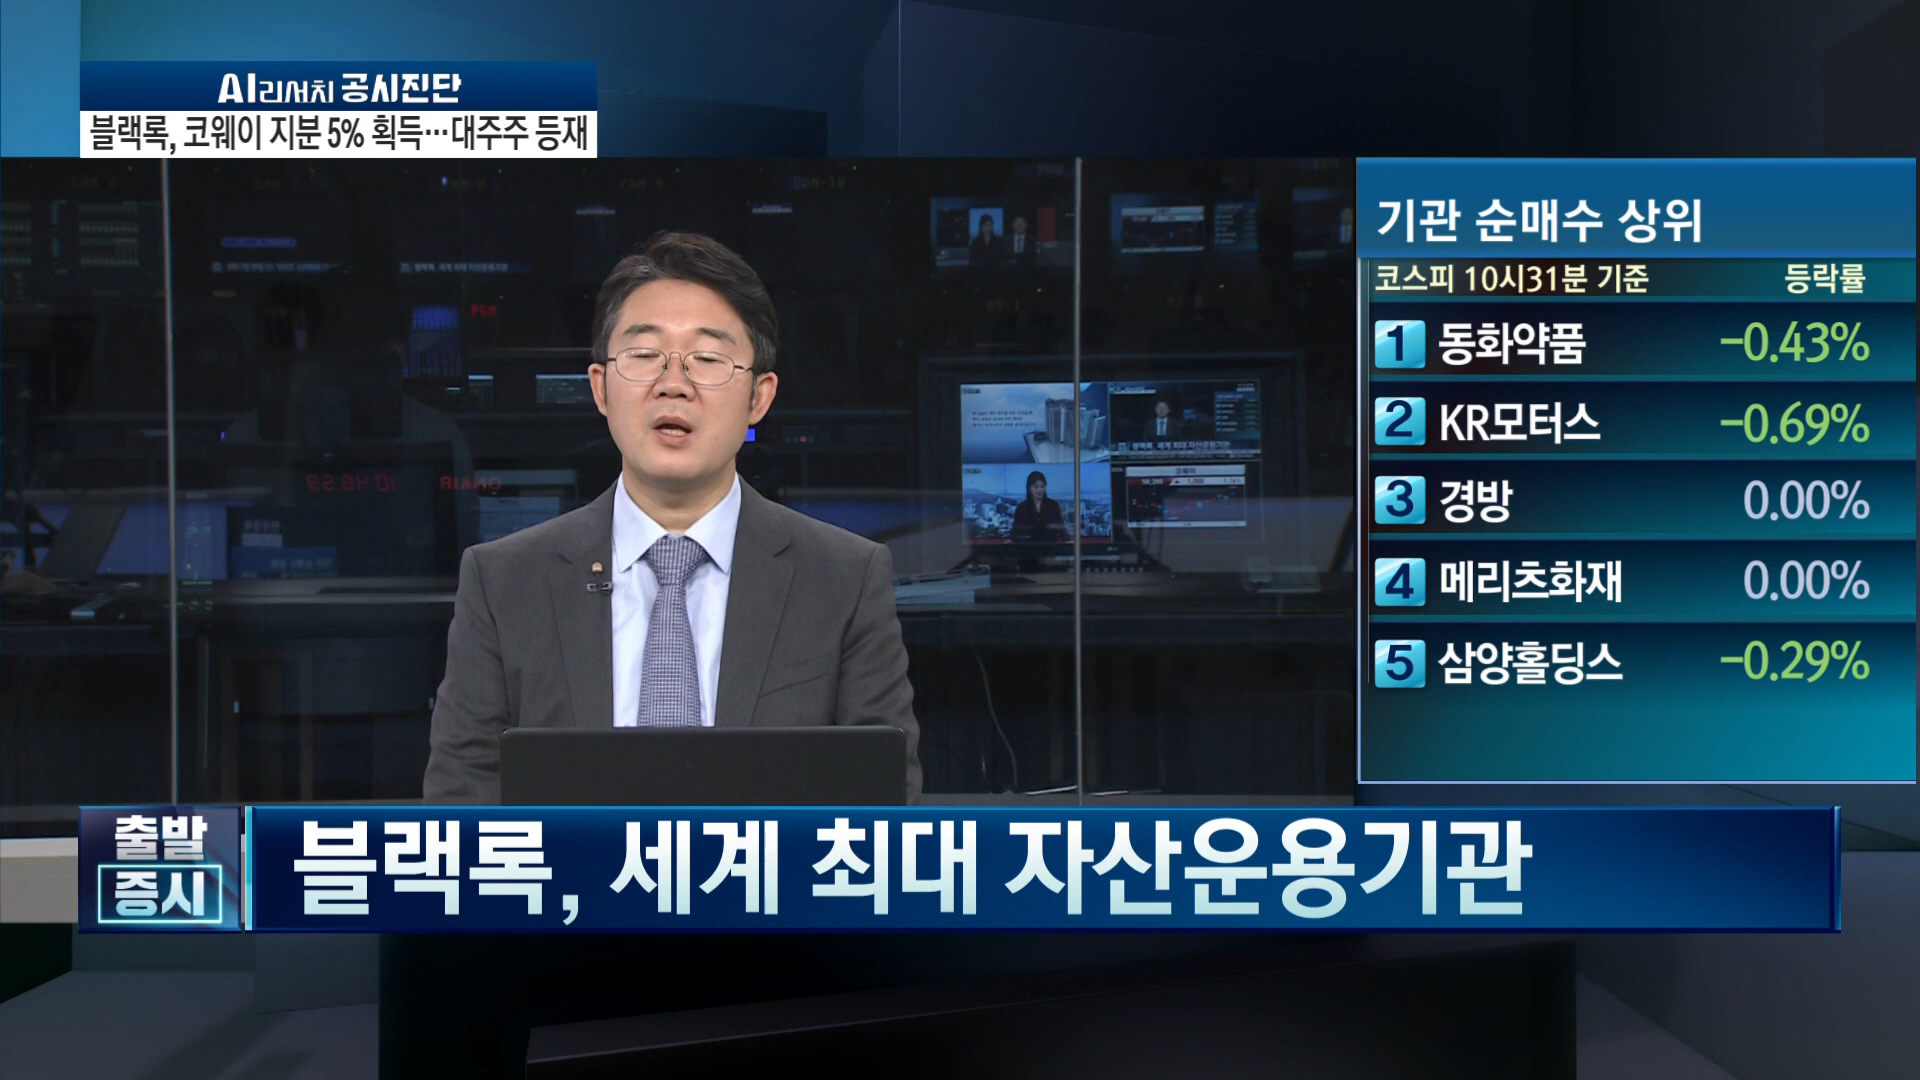 AI리서치 공시진단
블랙록, 코웨이 지분 5% 획득…대주주 등재
기관 순매수 상위
코스피 10시31분 기준 등락률
1 동화약품 -0.43%
2 KR모터스 -0.69%
3 경방 0.00%
4 메리츠화재 0.00%
5 삼양홀딩스 -0.29%
출발
증시
블랙록, 세계 최대 자산운용기관